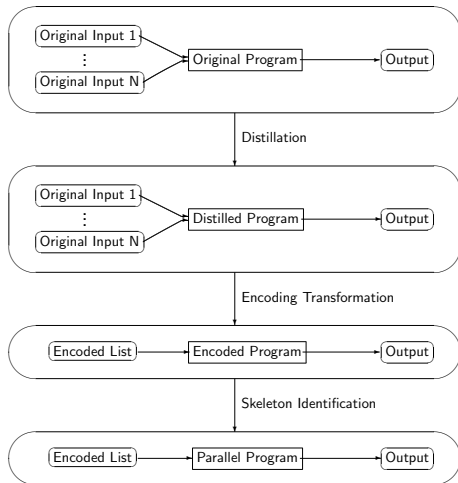 Original Input 1
⋮
Original Input N
Original Program
Output
Distillation
Original Input 1
⋮
Original Input N
Distilled Program
Output
Encoding Transformation
Encoded List
Encoded Program
Output
Skeleton Identification
Encoded List
Parallel Program
Output